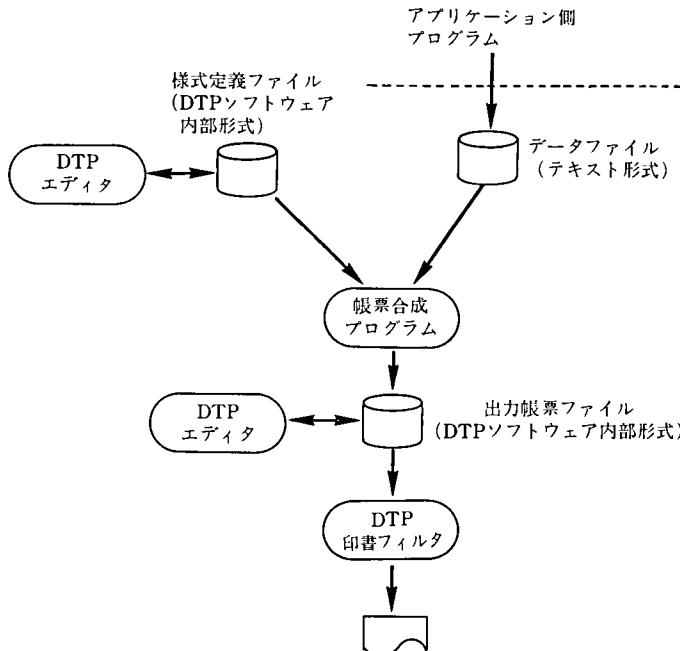 アプリケーション側
プログラム
様式定義ファイル
(DTPソフトウェア
内部形式)
DTP
エディタ
データファイル
(テキスト形式)
帳票合成
プログラム
DTP
エディタ
出力帳票ファイル
(DTPソフトウェア内部形式)
DTP
印書フィルタ